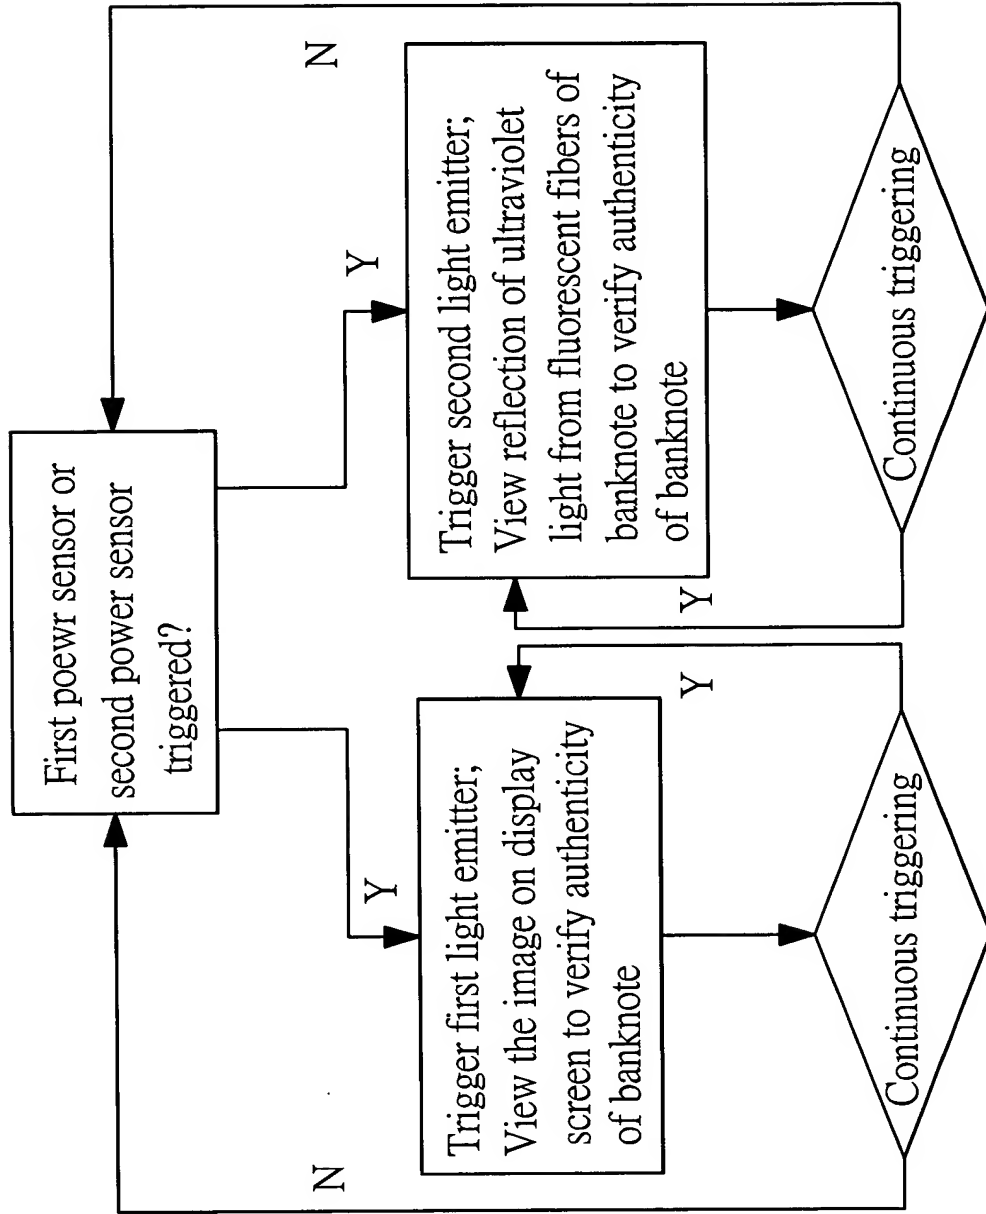 First poewr sensor or
second power sensor
triggered?
N
Y
Y
N
Trigger first light emitter;
View the image on display
screen to verify authenticity
of banknote
Trigger second light emitter;
View reflection of ultraviolet
light from fluorescent fibers of
banknote to verify authenticity
of banknote
Y
Y
Continuous triggering
Continuous triggering